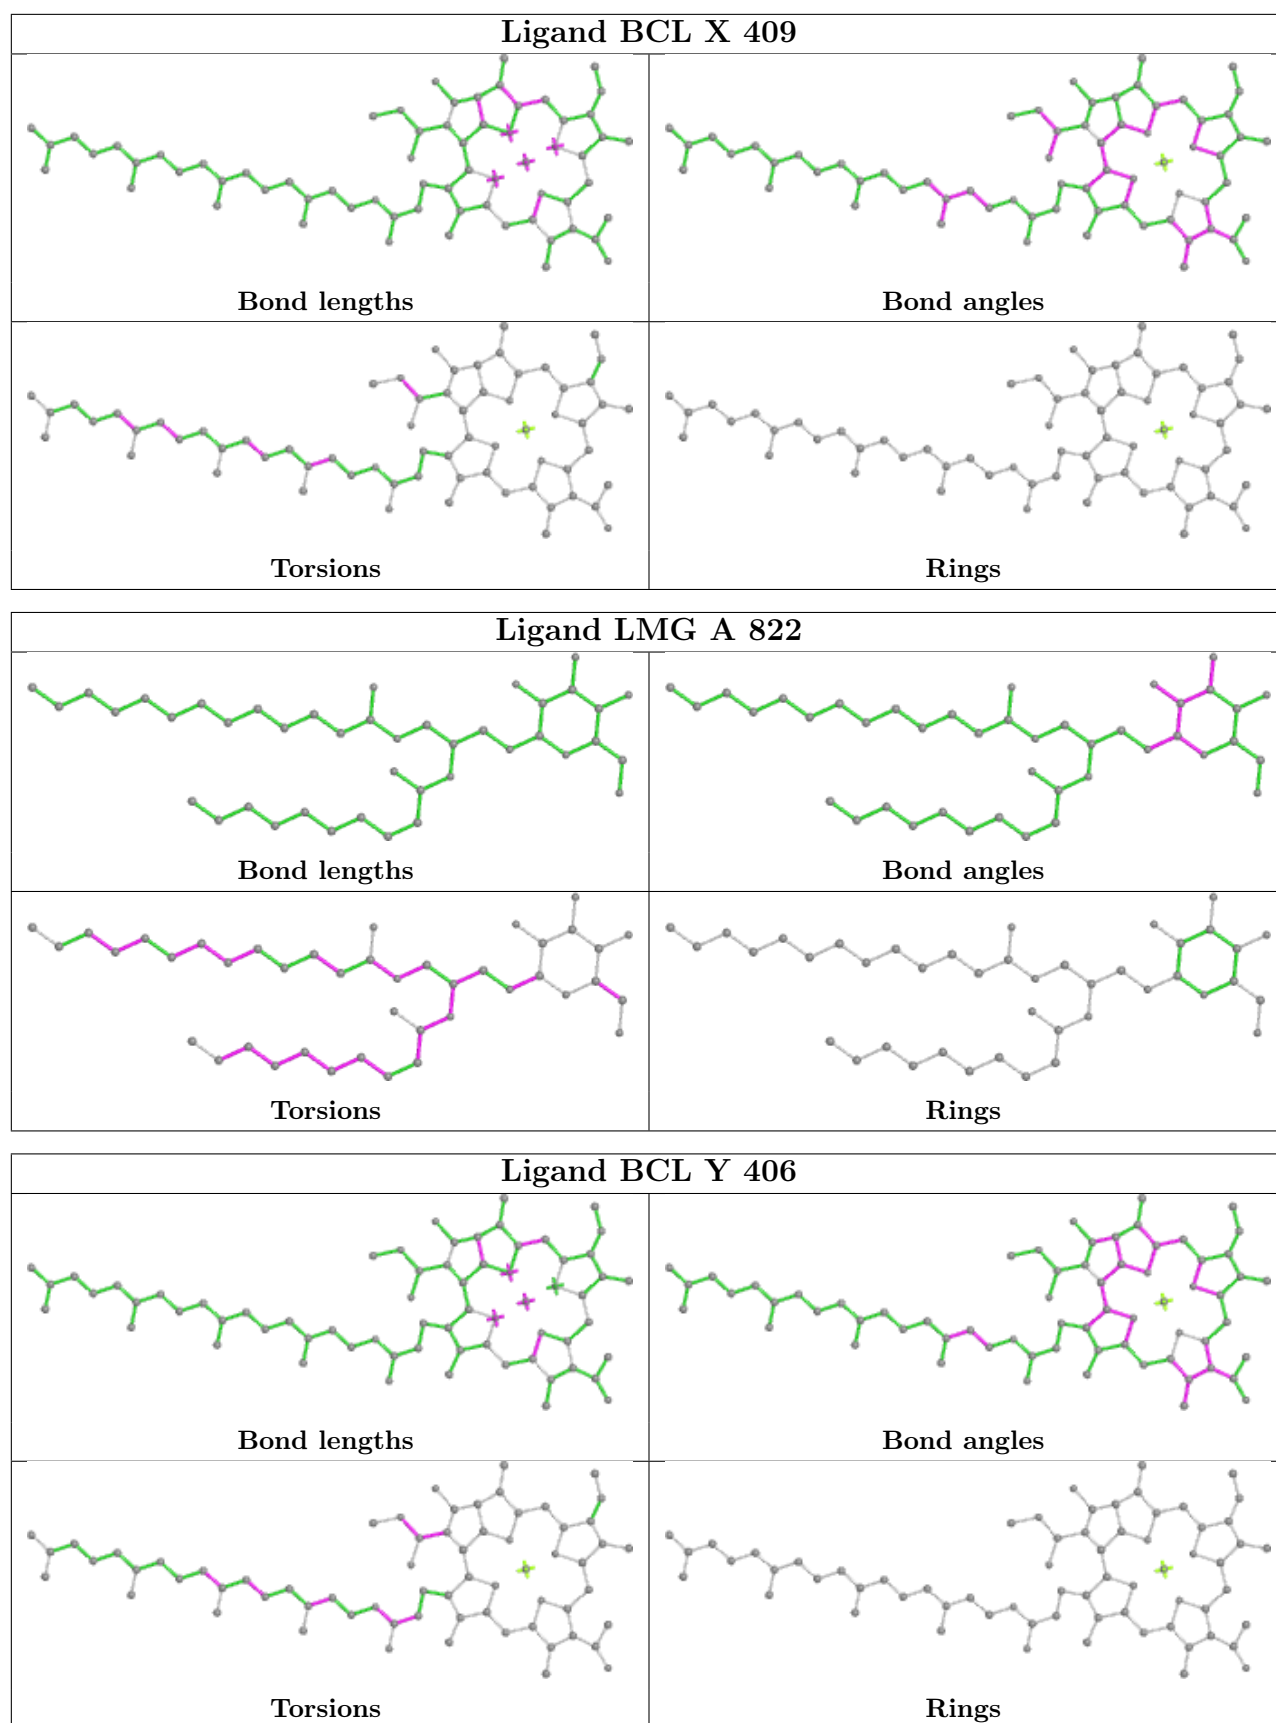 Ligand BCL X 409
Bond lengths
Bond angles
Torsions
Rings
Ligand LMG A 822
Bond lengths
Bond angles
Torsions
Rings
Ligand BCL Y 406
Bond lengths
Bond angles
Torsions
Rings